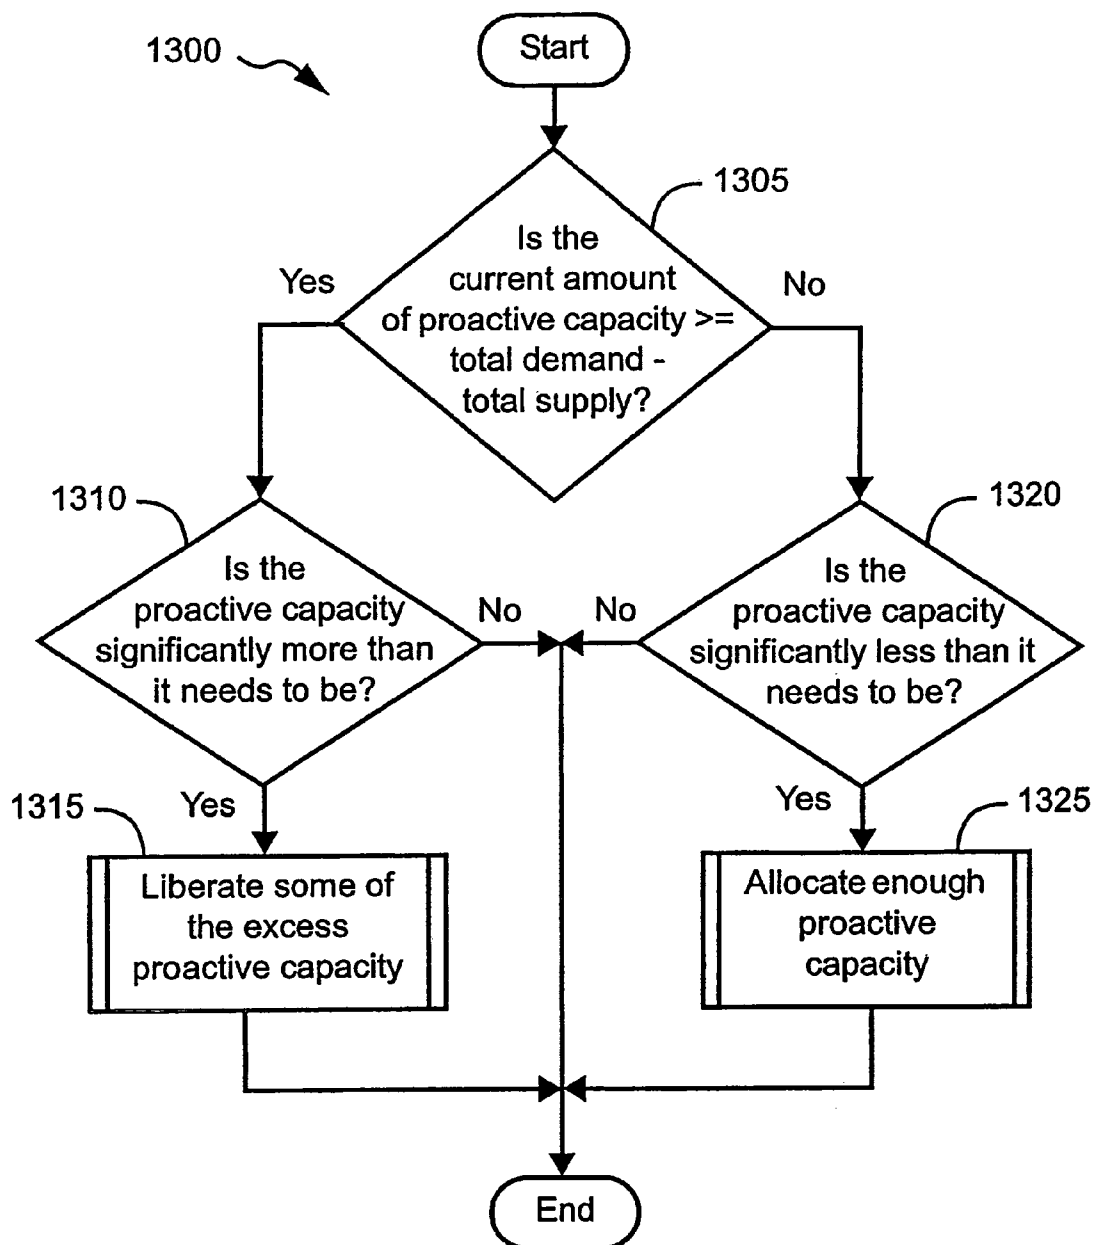 1300
Start
1305
Is the
current amount
of proactive capacity >=
total demand -
total supply?
Yes
No
1310
Is the
proactive capacity
significantly more than
it needs to be?
No
No
1320
Is the
proactive capacity
significantly less than it
needs to be?
Yes
Yes
1315
Liberate some of
the excess
proactive capacity
1325
Allocate enough
proactive
capacity
End